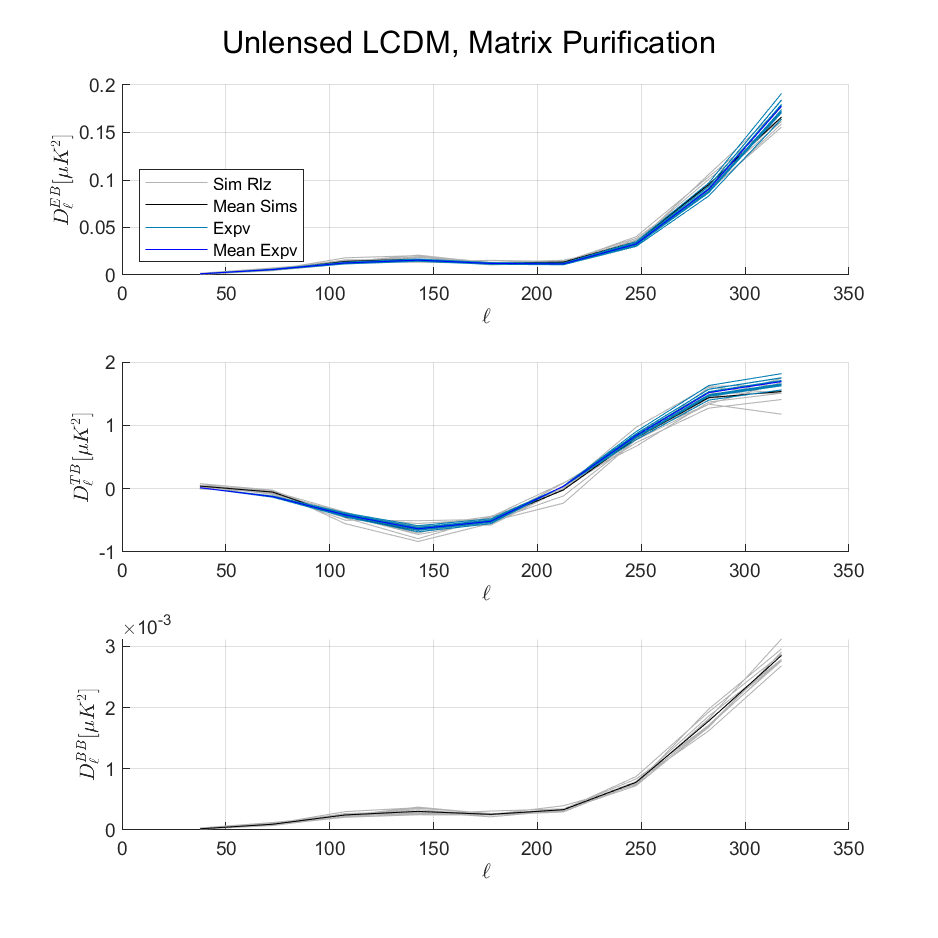 Unlensed LCDM, Matrix Purification
0.2
0.15
0.1
0.05
0
D_ℓ^{EB}[μK^2]
Sim Rlz
Mean Sims
Expv
Mean Expv
0 50 100 150 200 250 300 350
ℓ
2
1
0
-1
D_ℓ^{TB}[μK^2]
0 50 100 150 200 250 300 350
ℓ
×10^{-3}
3
2
1
0
D_ℓ^{BB}[μK^2]
0 50 100 150 200 250 300 350
ℓ